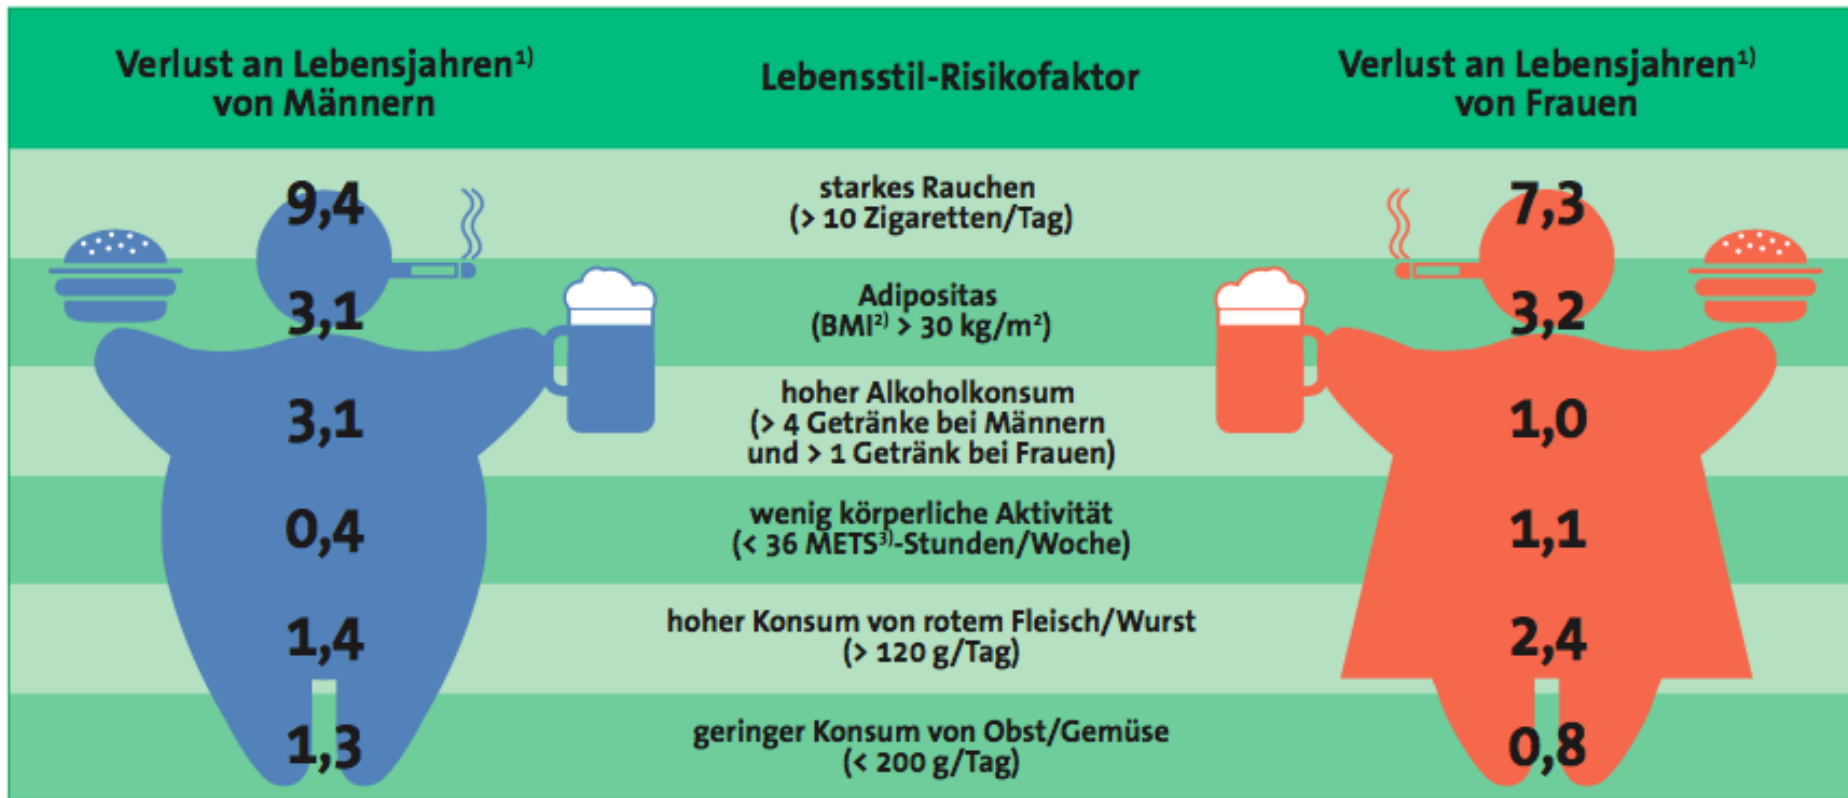 Verlust an Lebensjahren¹⁾
von Männern
Lebensstil-Risikofaktor
Verlust an Lebensjahren¹⁾
von Frauen
9,4
starkes Rauchen
(> 10 Zigaretten/Tag)
7,3
3,1
Adipositas
(BMI²⁾ > 30 kg/m²)
3,2
3,1
hoher Alkoholkonsum
(> 4 Getränke bei Männern
und > 1 Getränk bei Frauen)
1,0
0,4
wenig körperliche Aktivität
(< 36 METS³⁾-Stunden/Woche)
1,1
1,4
hoher Konsum von rotem Fleisch/Wurst
(> 120 g/Tag)
2,4
1,3
geringer Konsum von Obst/Gemüse
(< 200 g/Tag)
0,8